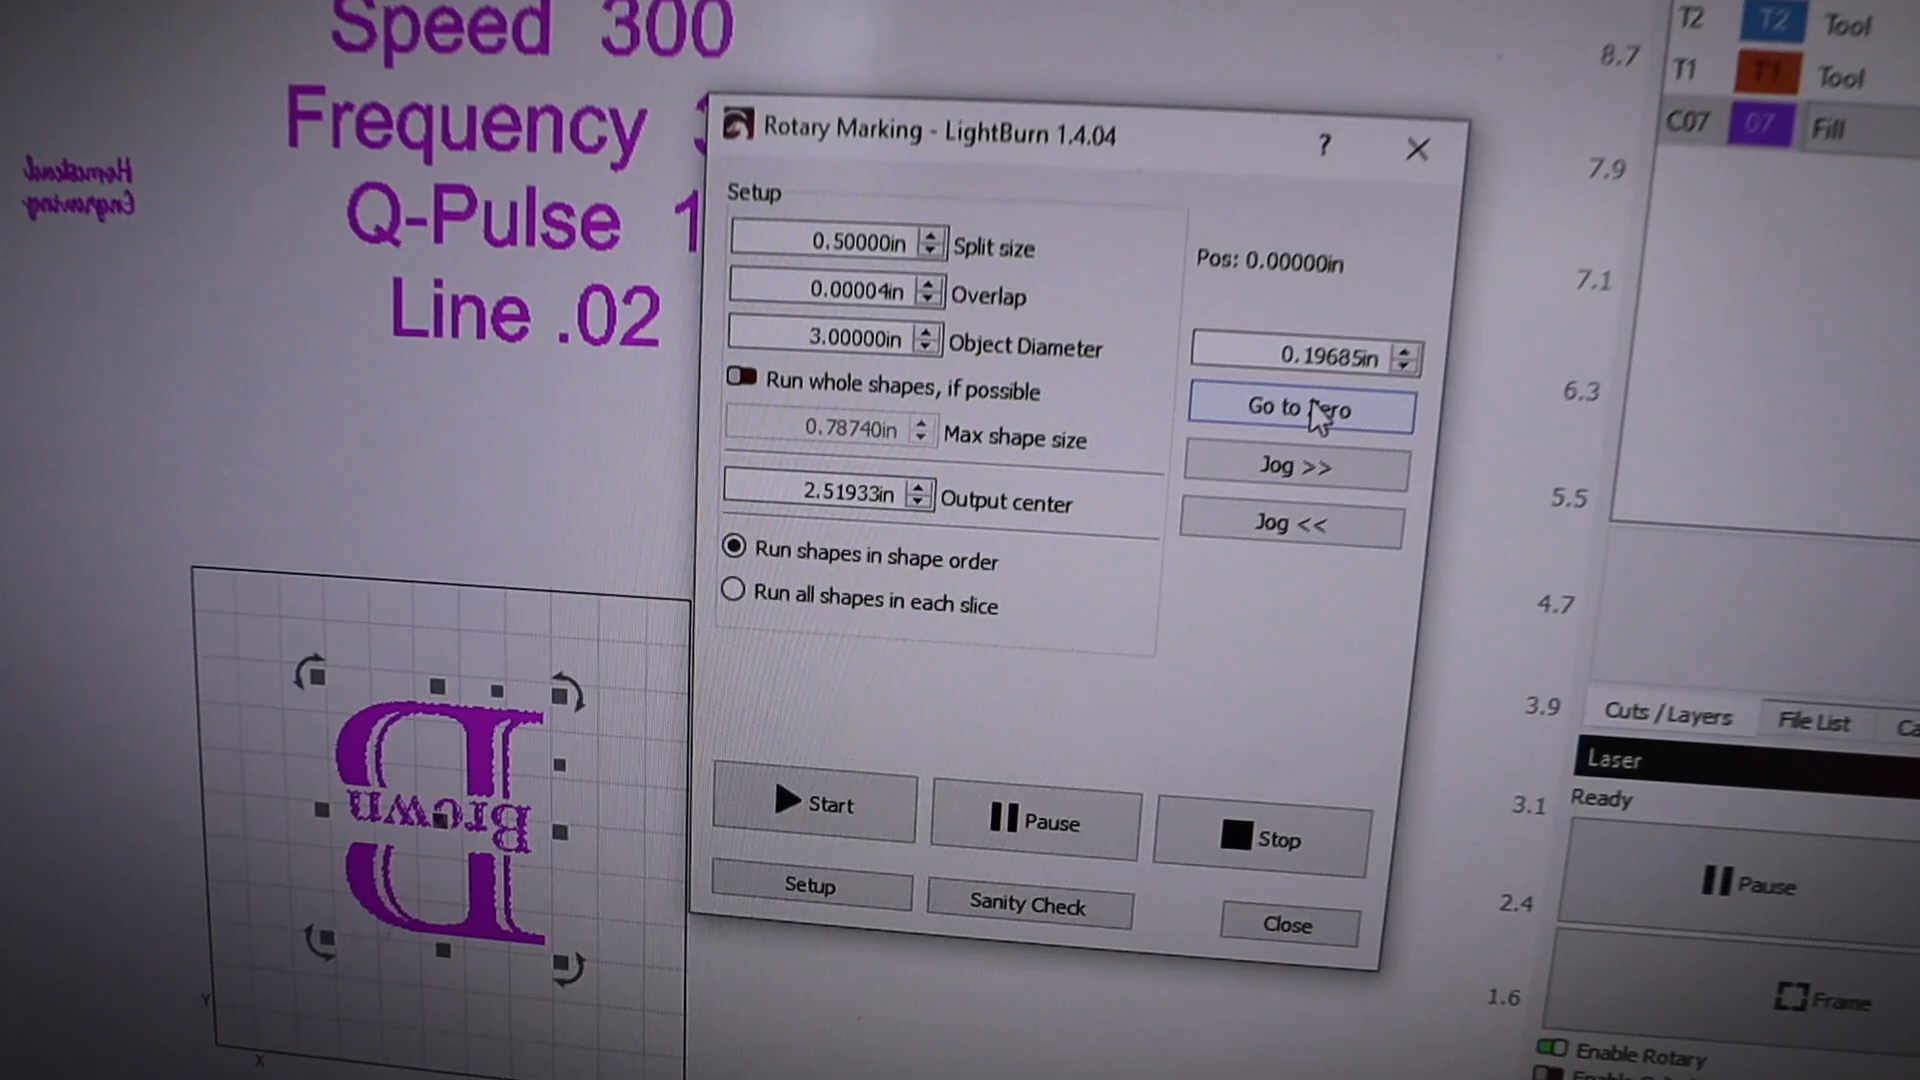 Speed 300
Frequency
Q-Pulse 1
Line .02
Homestead
Engraving
Rotary Marking - LightBurn 1.4.04
?
Setup
0.50000in Split size
0.00004in Overlap
3.00000in Object Diameter
Run whole shapes, if possible
0.78740in Max shape size
2.51933in Output center
Run shapes in shape order
Run all shapes in each slice
Pos: 0.00000in
0.19685in
Go to Zero
Jog >>
Jog <<
Start
Pause
Stop
Setup
Sanity Check
Close
Brown
Y
X
8.7
7.9
7.1
6.3
5.5
4.7
3.9
3.1
2.4
1.6
T2 T2 Tool
T1 T1 Tool
C07 07 Fill
Cuts / Layers
File List
Laser
Ready
Pause
Frame
Enable Rotary